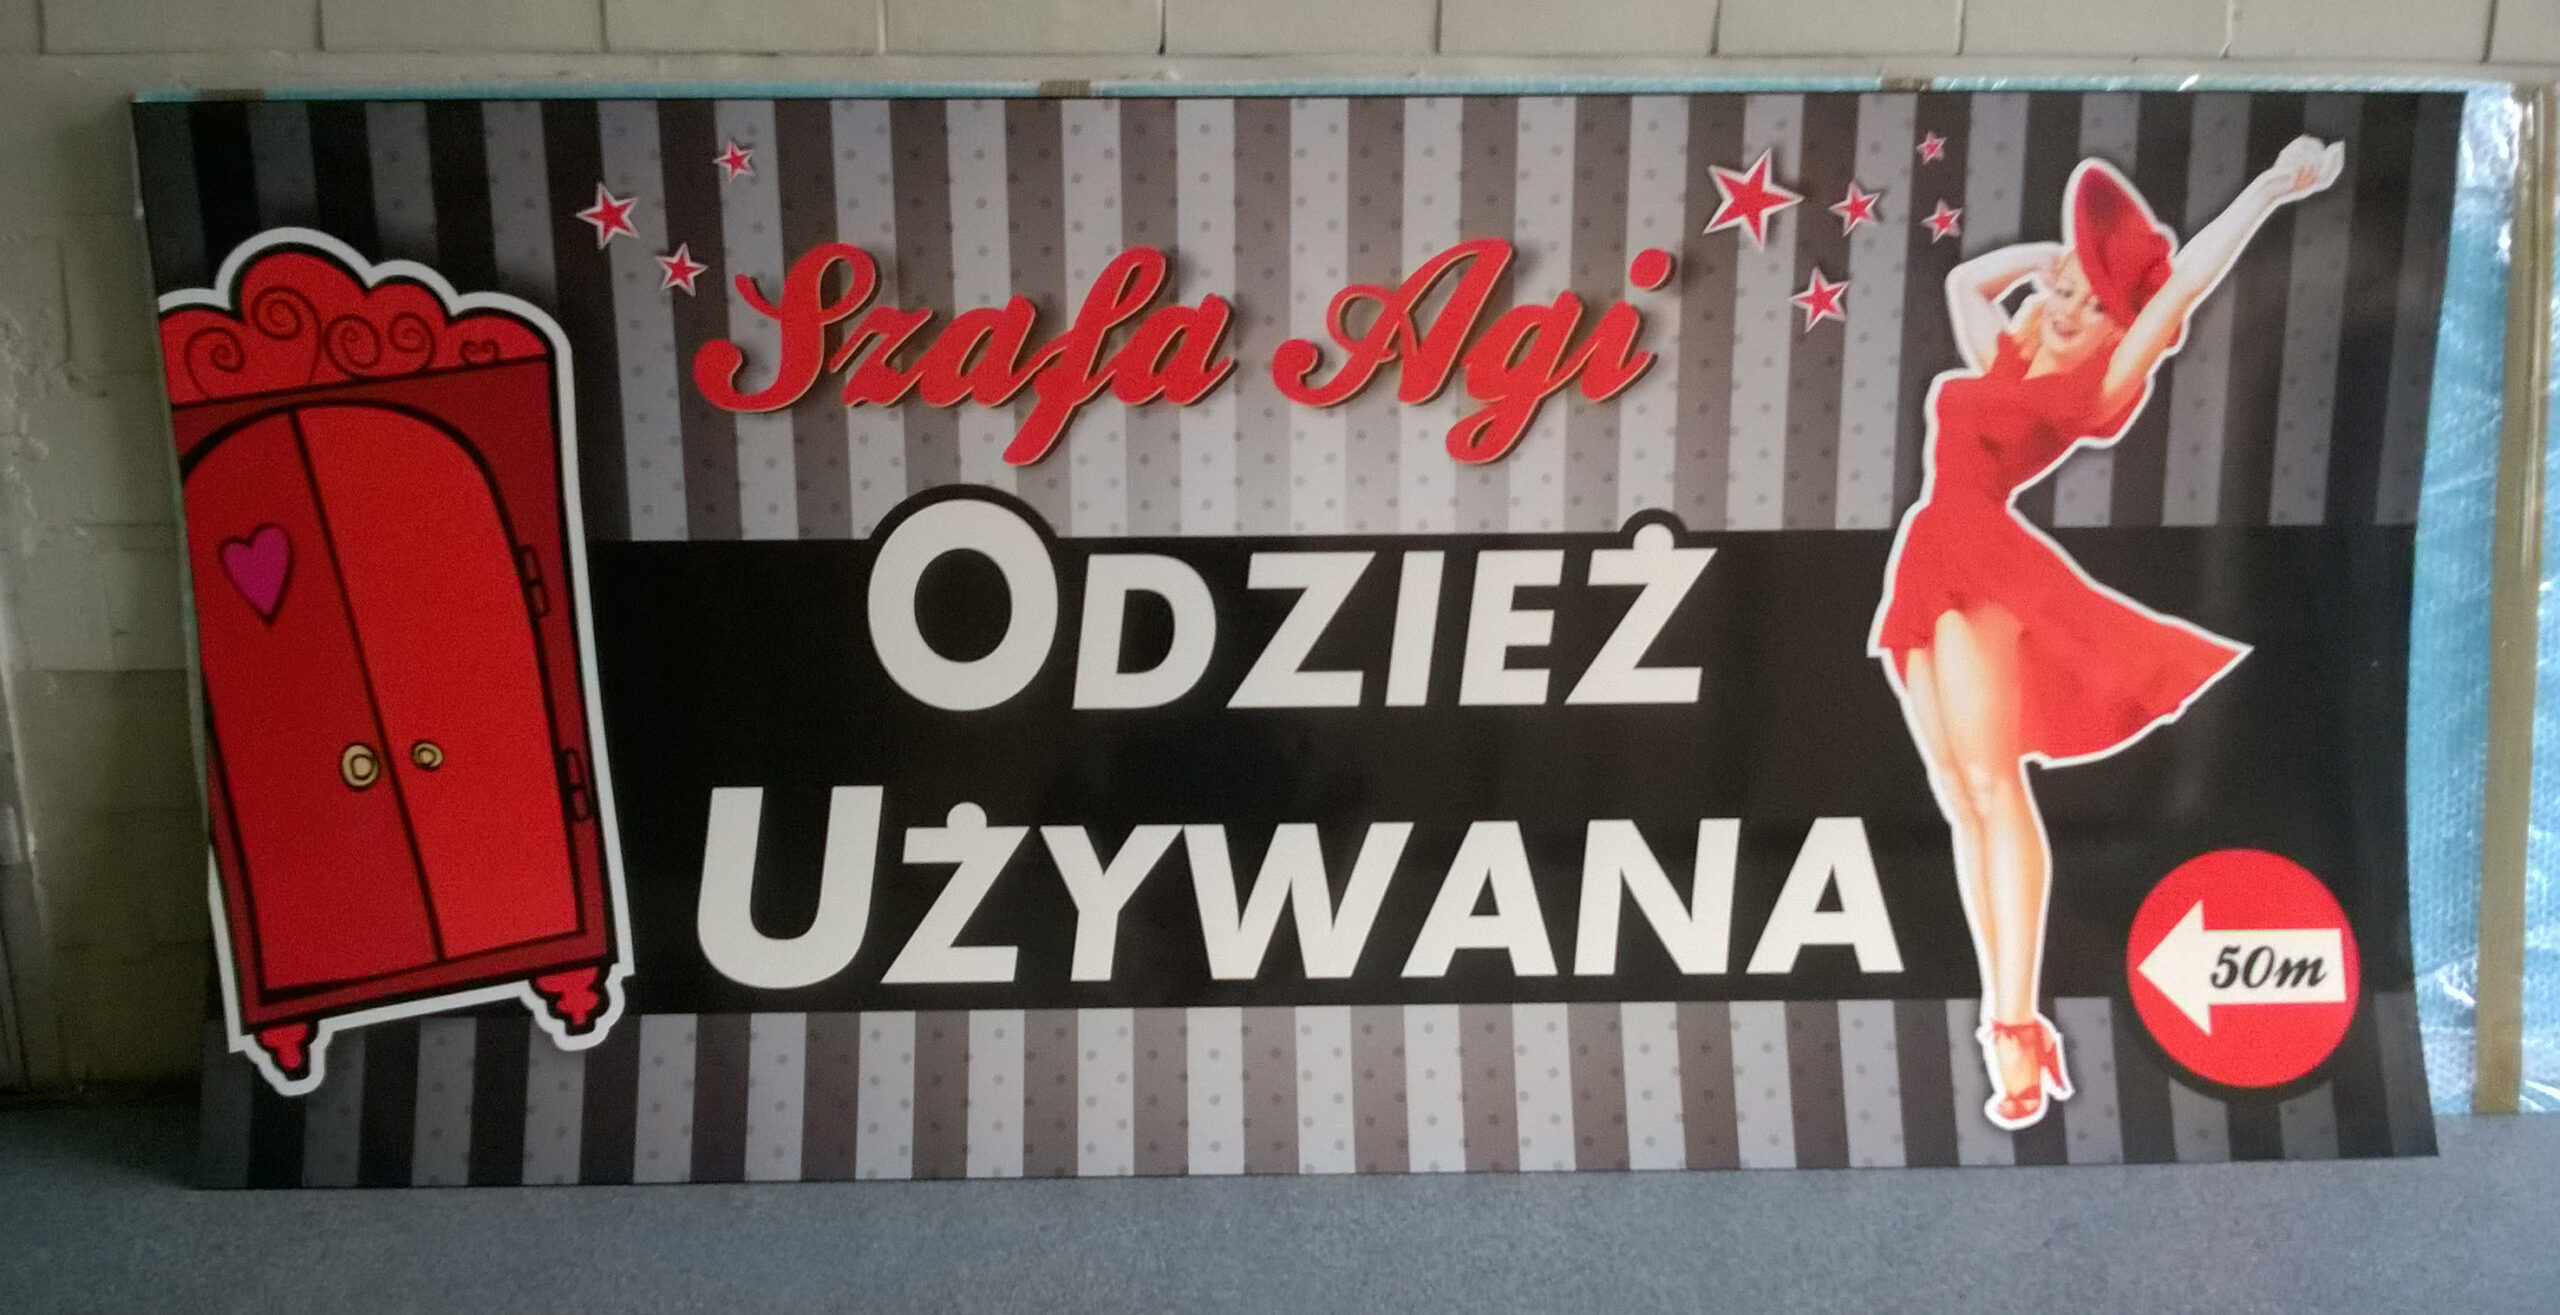 Szafa Agi
ODZIEŻ
UŻYWANA
50m